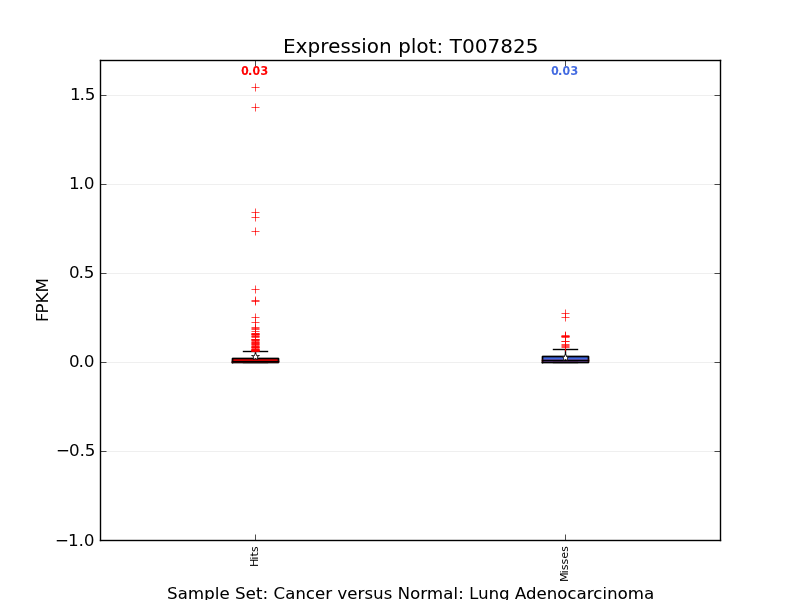 Expression plot: T007825
0.03 0.03
1.5
1.0
0.5
0.0
−0.5
−1.0
FPKM
Hits Misses
Sample Set: Cancer versus Normal: Lung Adenocarcinoma